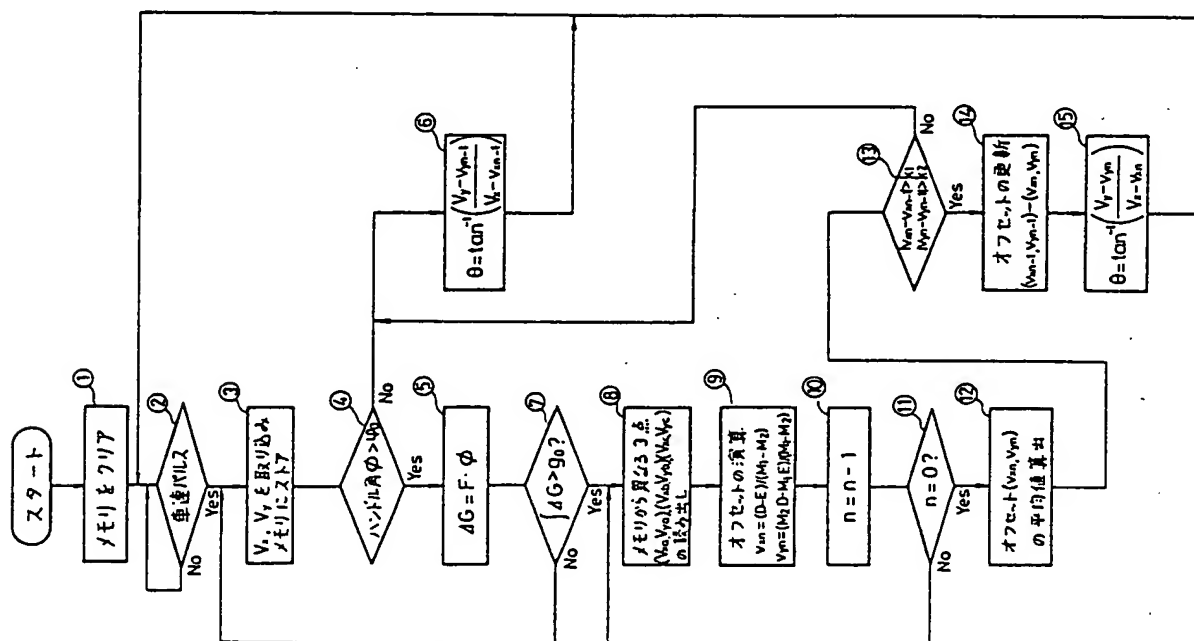 スタート
①
メモリをクリア
②
車速パルス
No
Yes
③
Vx, Vy を取り込み
メモリにストア
④
ハンドル角φ>φ0
No
Yes
⑤
ΔG=F·φ
⑥
θ=tan⁻¹(Vy-Vyn-1/Vx-Vxn-1)
⑦
∫ΔG>g0?
No
Yes
⑧
メモリから異なる3点
(Vxa,Vya)(Vxb,Vyb)(Vxc,Vyc)
の読み出し
⑨
オフセットの演算
Vxn=(D-E)/(M1-M2)
Vyn=(M2D-M1E)/(M1-M2)
⑩
n=n-1
⑪
n=0?
No
Yes
⑫
オフセット(Vxn,Vyn)
の平均値算出
⑬
|Vxn-Vxn-1|>K1
|Vyn-Vyn-1|>K2
No
Yes
⑭
オフセットの更新
(Vxn-1,Vyn-1)-(Vxn,Vyn)
⑮
θ=tan⁻¹(Vy-Vyn/Vx-Vxn)